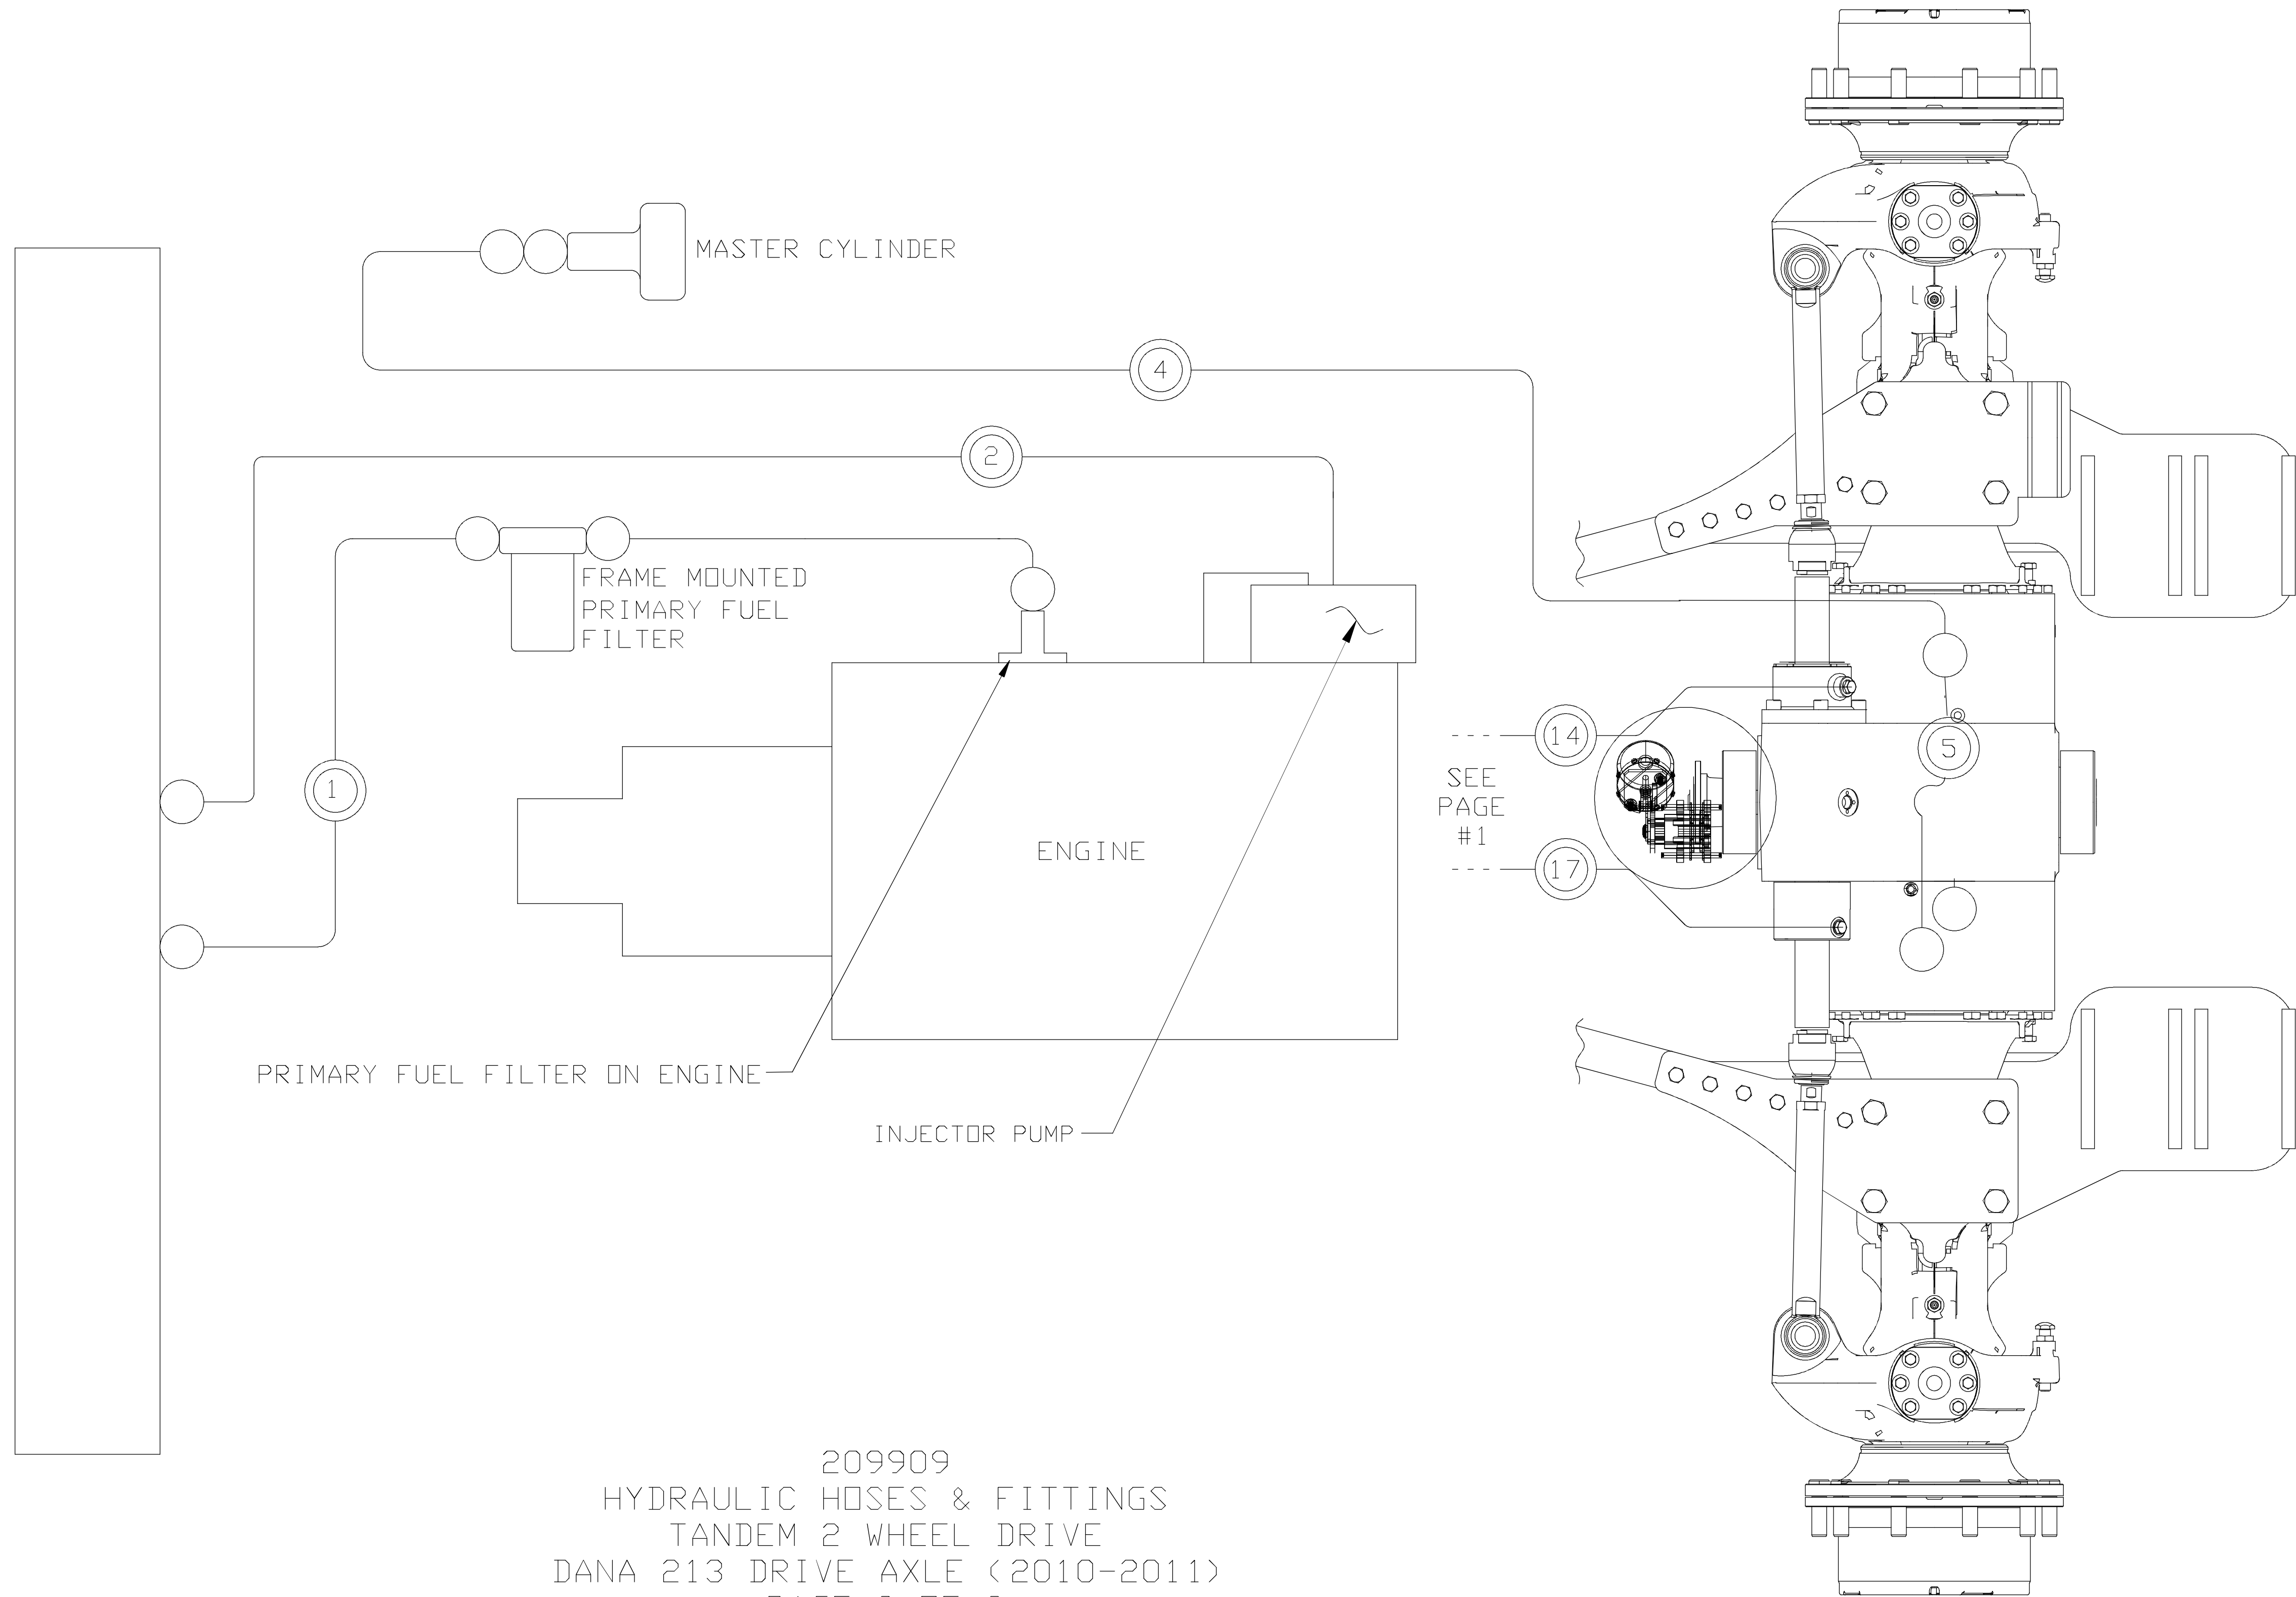 MASTER CYLINDER
4
2
FRAME MOUNTED
PRIMARY FUEL
FILTER
1
14
5
SEE
PAGE
#1
17
ENGINE
PRIMARY FUEL FILTER ON ENGINE
INJECTOR PUMP
209909
HYDRAULIC HOSES & FITTINGS
TANDEM 2 WHEEL DRIVE
DANA 213 DRIVE AXLE (2010-2011)